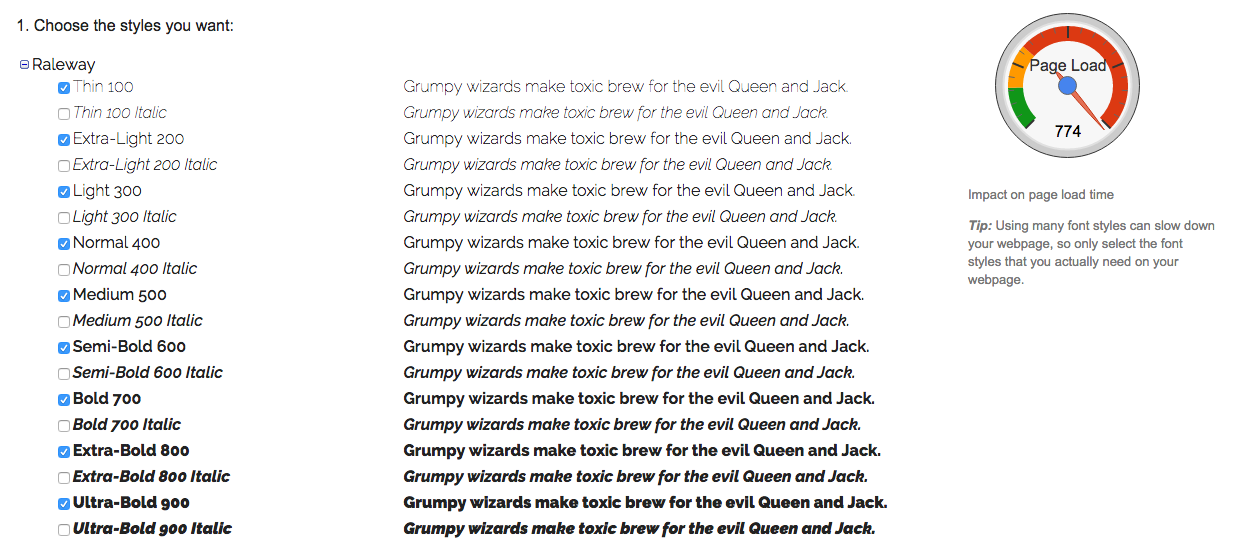 1. Choose the styles you want:
Raleway
Thin 100 Grumpy wizards make toxic brew for the evil Queen and Jack.
Thin 100 Italic Grumpy wizards make toxic brew for the evil Queen and Jack.
Extra-Light 200 Grumpy wizards make toxic brew for the evil Queen and Jack.
Extra-Light 200 Italic Grumpy wizards make toxic brew for the evil Queen and Jack.
Light 300 Grumpy wizards make toxic brew for the evil Queen and Jack.
Light 300 Italic Grumpy wizards make toxic brew for the evil Queen and Jack.
Normal 400 Grumpy wizards make toxic brew for the evil Queen and Jack.
Normal 400 Italic Grumpy wizards make toxic brew for the evil Queen and Jack.
Medium 500 Grumpy wizards make toxic brew for the evil Queen and Jack.
Medium 500 Italic Grumpy wizards make toxic brew for the evil Queen and Jack.
Semi-Bold 600 Grumpy wizards make toxic brew for the evil Queen and Jack.
Semi-Bold 600 Italic Grumpy wizards make toxic brew for the evil Queen and Jack.
Bold 700 Grumpy wizards make toxic brew for the evil Queen and Jack.
Bold 700 Italic Grumpy wizards make toxic brew for the evil Queen and Jack.
Extra-Bold 800 Grumpy wizards make toxic brew for the evil Queen and Jack.
Extra-Bold 800 Italic Grumpy wizards make toxic brew for the evil Queen and Jack.
Ultra-Bold 900 Grumpy wizards make toxic brew for the evil Queen and Jack.
Ultra-Bold 900 Italic Grumpy wizards make toxic brew for the evil Queen and Jack.
Page Load
774
Impact on page load time
Tip: Using many font styles can slow down
your webpage, so only select the font
styles that you actually need on your
webpage.